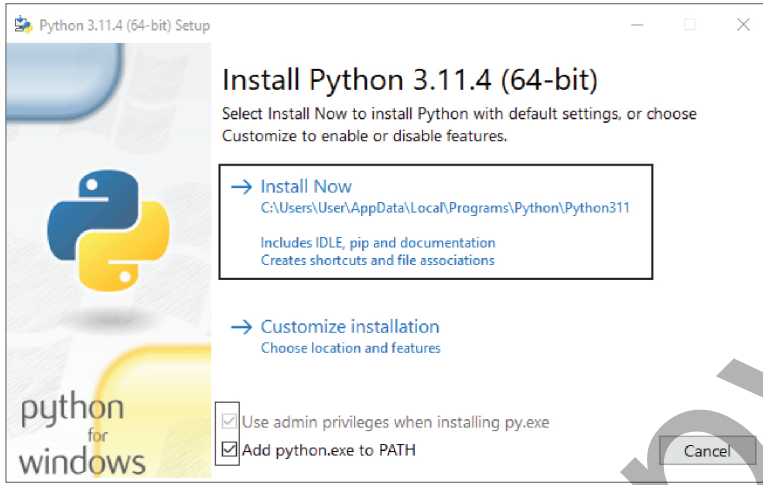 Python 3.11.4 (64-bit) Setup
Install Python 3.11.4 (64-bit)
Select Install Now to install Python with default settings, or choose
Customize to enable or disable features.
Install Now
C:\Users\User\AppData\Local\Programs\Python\Python311
Includes IDLE, pip and documentation
Creates shortcuts and file associations
Customize installation
Choose location and features
python
for
windows
Use admin privileges when installing py.exe
Add python.exe to PATH
Cancel